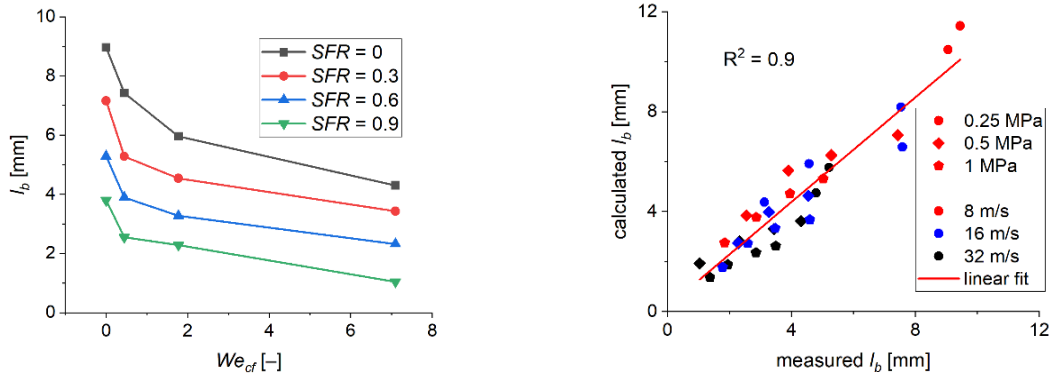 10
8
6
4
2
0
l_b [mm]
0 2 4 6 8
We_cf [–]
SFR = 0
SFR = 0.3
SFR = 0.6
SFR = 0.9
12
8
4
0
calculated l_b [mm]
R² = 0.9
0.25 MPa
0.5 MPa
1 MPa
8 m/s
16 m/s
32 m/s
linear fit
0 4 8 12
measured l_b [mm]